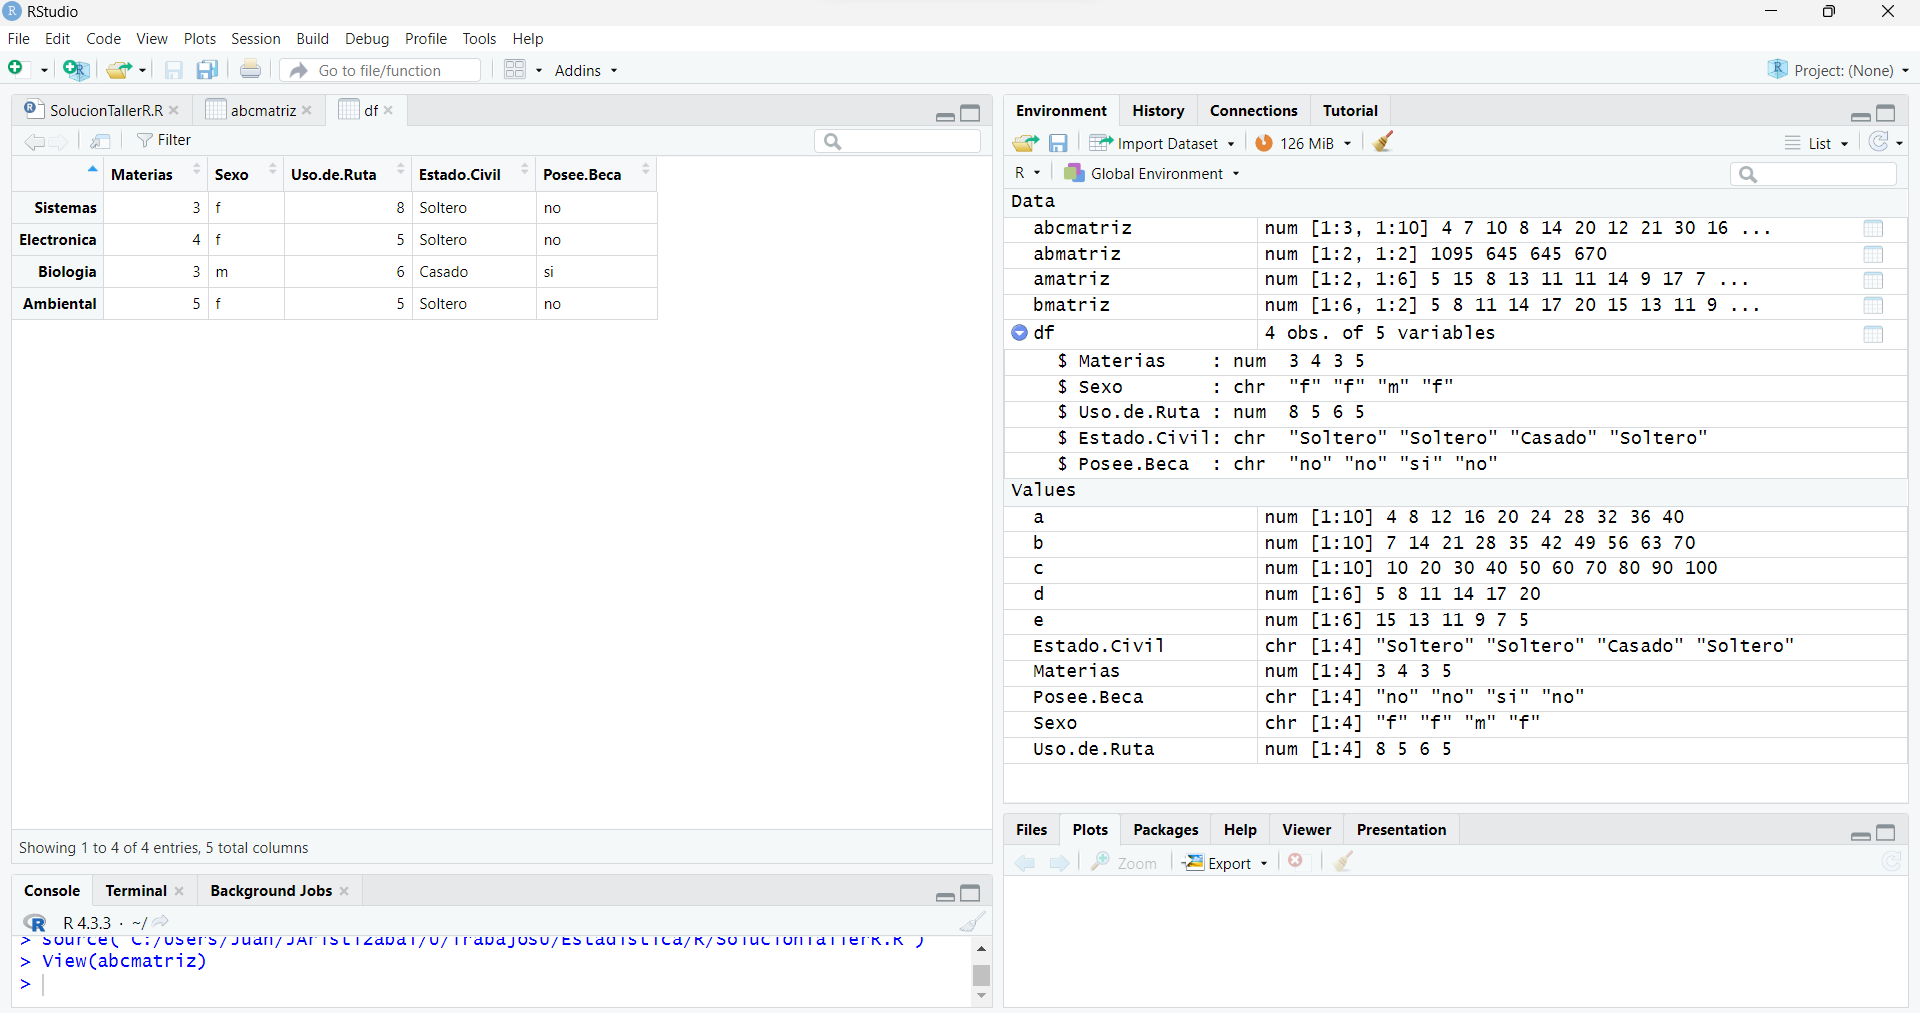 RStudio
File Edit Code View Plots Session Build Debug Profile Tools Help
Go to file/function Addins Project: (None)
SolucionTallerR.R abcmatriz df
Filter
Materias Sexo Uso.de.Ruta Estado.Civil Posee.Beca
Sistemas 3 f 8 Soltero no
Electronica 4 f 5 Soltero no
Biologia 3 m 6 Casado si
Ambiental 5 f 5 Soltero no
Showing 1 to 4 of 4 entries, 5 total columns
Console Terminal Background Jobs
R 4.3.3 · ~/
> source("C:/Users/Juan/JAristizabal/U/TrabajosU/Estadistica/R/SolucionTallerR.R")
> View(abcmatriz)
>
Environment History Connections Tutorial
Import Dataset 126 MiB List
R Global Environment
Data
abcmatriz num [1:3, 1:10] 4 7 10 8 14 20 12 21 30 16 ...
abmatriz num [1:2, 1:2] 1095 645 645 670
amatriz num [1:2, 1:6] 5 15 8 13 11 11 14 9 17 7 ...
bmatriz num [1:6, 1:2] 5 8 11 14 17 20 15 13 11 9 ...
df 4 obs. of 5 variables
$ Materias : num 3 4 3 5
$ Sexo : chr "f" "f" "m" "f"
$ Uso.de.Ruta : num 8 5 6 5
$ Estado.Civil: chr "Soltero" "Soltero" "Casado" "Soltero"
$ Posee.Beca : chr "no" "no" "si" "no"
Values
a num [1:10] 4 8 12 16 20 24 28 32 36 40
b num [1:10] 7 14 21 28 35 42 49 56 63 70
c num [1:10] 10 20 30 40 50 60 70 80 90 100
d num [1:6] 5 8 11 14 17 20
e num [1:6] 15 13 11 9 7 5
Estado.Civil chr [1:4] "Soltero" "Soltero" "Casado" "Soltero"
Materias num [1:4] 3 4 3 5
Posee.Beca chr [1:4] "no" "no" "si" "no"
Sexo chr [1:4] "f" "f" "m" "f"
Uso.de.Ruta num [1:4] 8 5 6 5
Files Plots Packages Help Viewer Presentation
Zoom Export